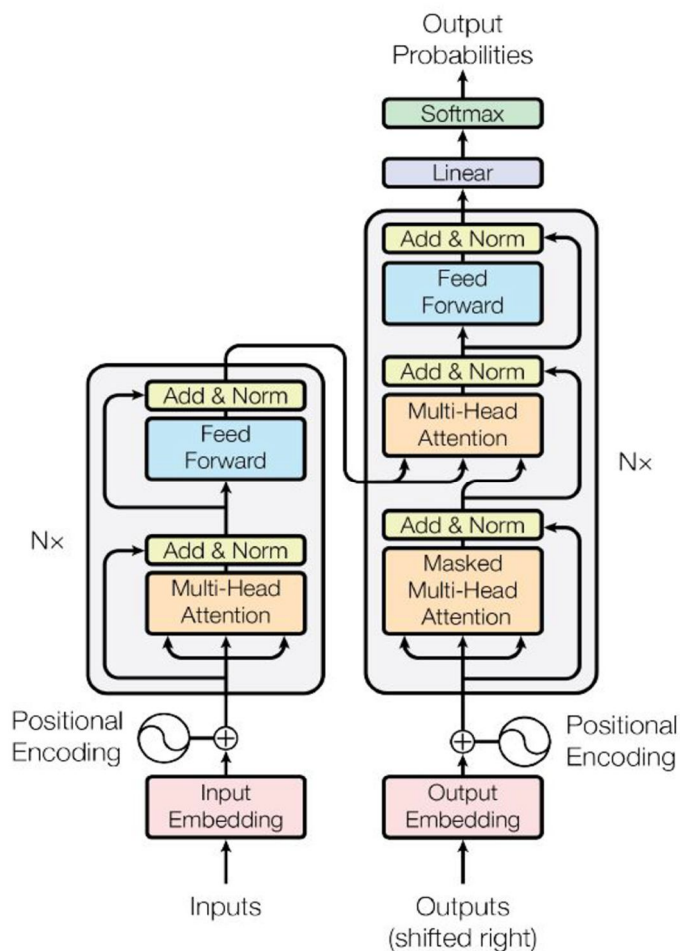 Output
Probabilities
Softmax
Linear
Add & Norm
Feed
Forward
Add & Norm
Multi-Head
Attention
Add & Norm
Masked
Multi-Head
Attention
Nx
Add & Norm
Feed
Forward
Add & Norm
Multi-Head
Attention
Nx
Positional
Encoding
Positional
Encoding
Input
Embedding
Output
Embedding
Inputs
Outputs
(shifted right)